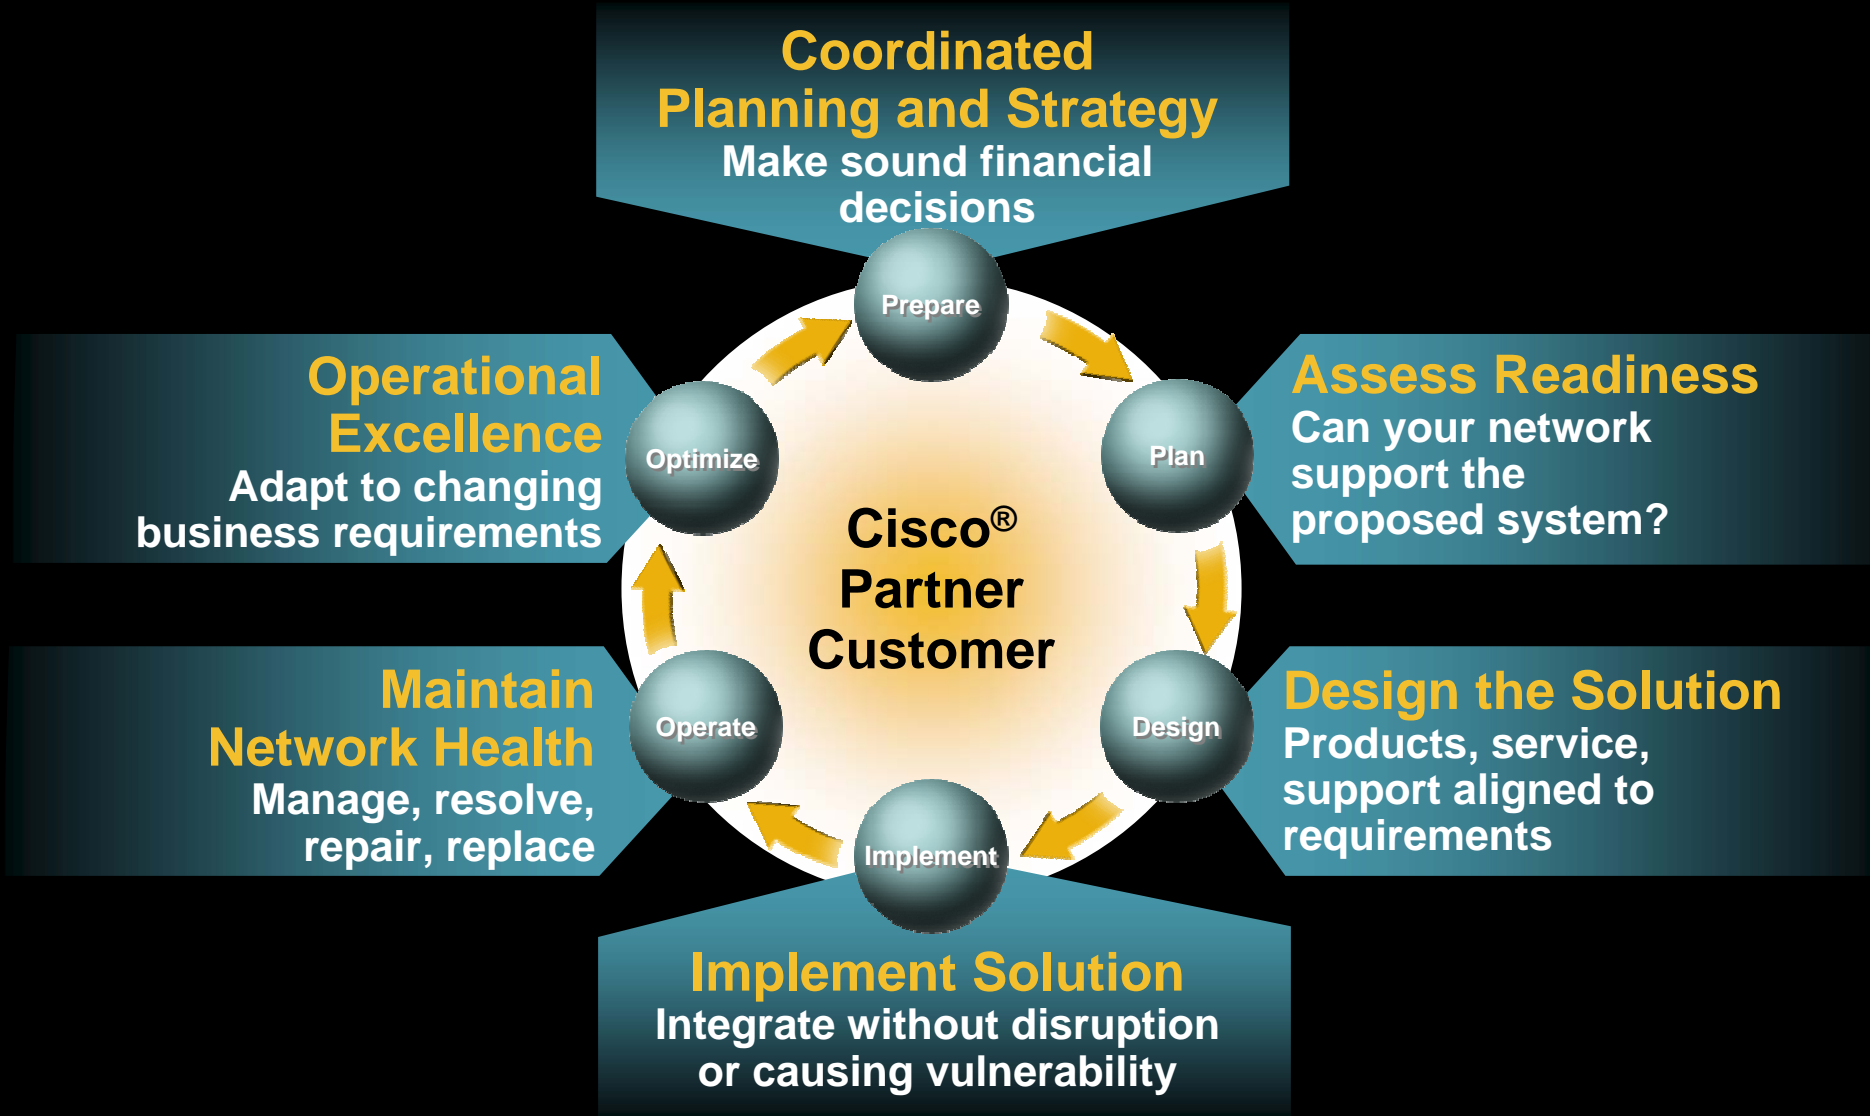 Coordinated
Planning and Strategy
Make sound financial
decisions
Prepare
Operational
Excellence
Adapt to changing
business requirements
Optimize
Plan
Assess Readiness
Can your network
support the
proposed system?
Cisco®
Partner
Customer
Maintain
Network Health
Manage, resolve,
repair, replace
Operate
Design
Design the Solution
Products, service,
support aligned to
requirements
Implement
Implement Solution
Integrate without disruption
or causing vulnerability